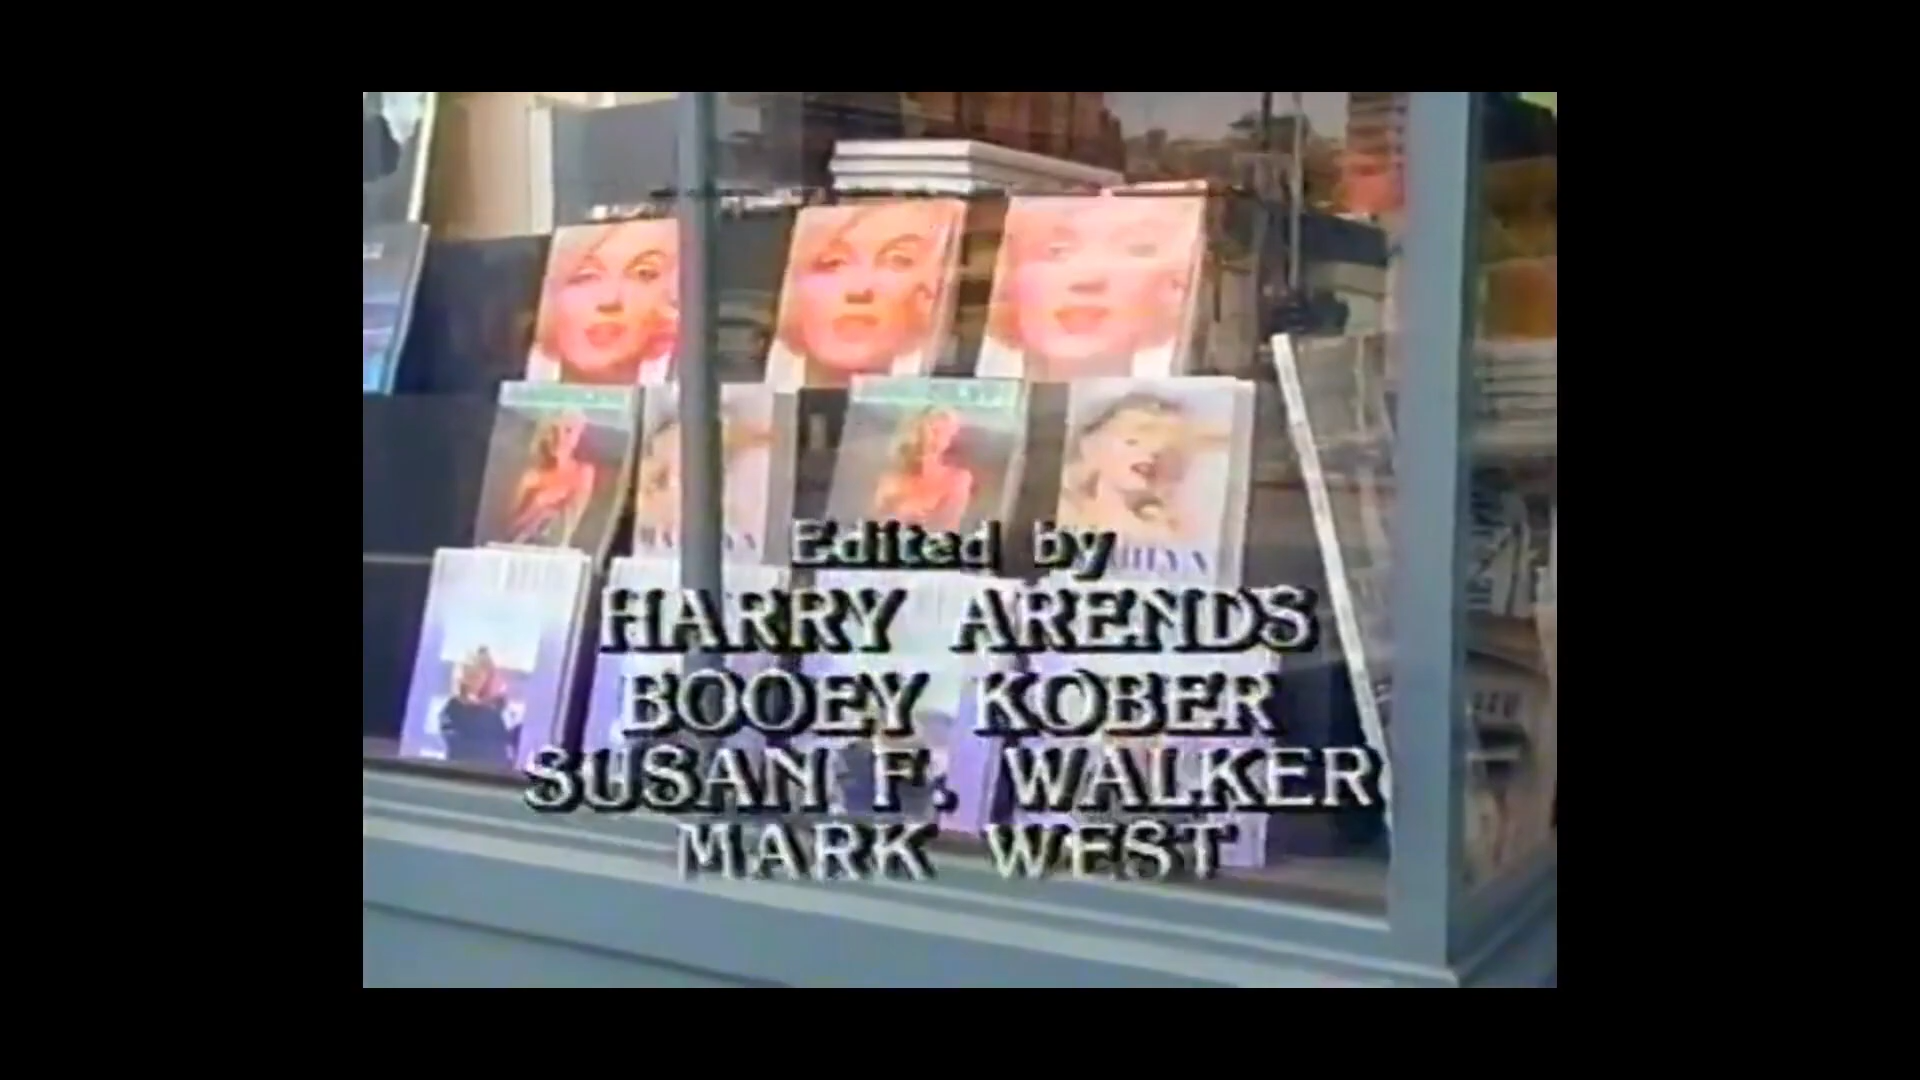 Edited by
HARRY ARENDS
BOOEY KOBER
SUSAN F. WALKER
MARK WEST